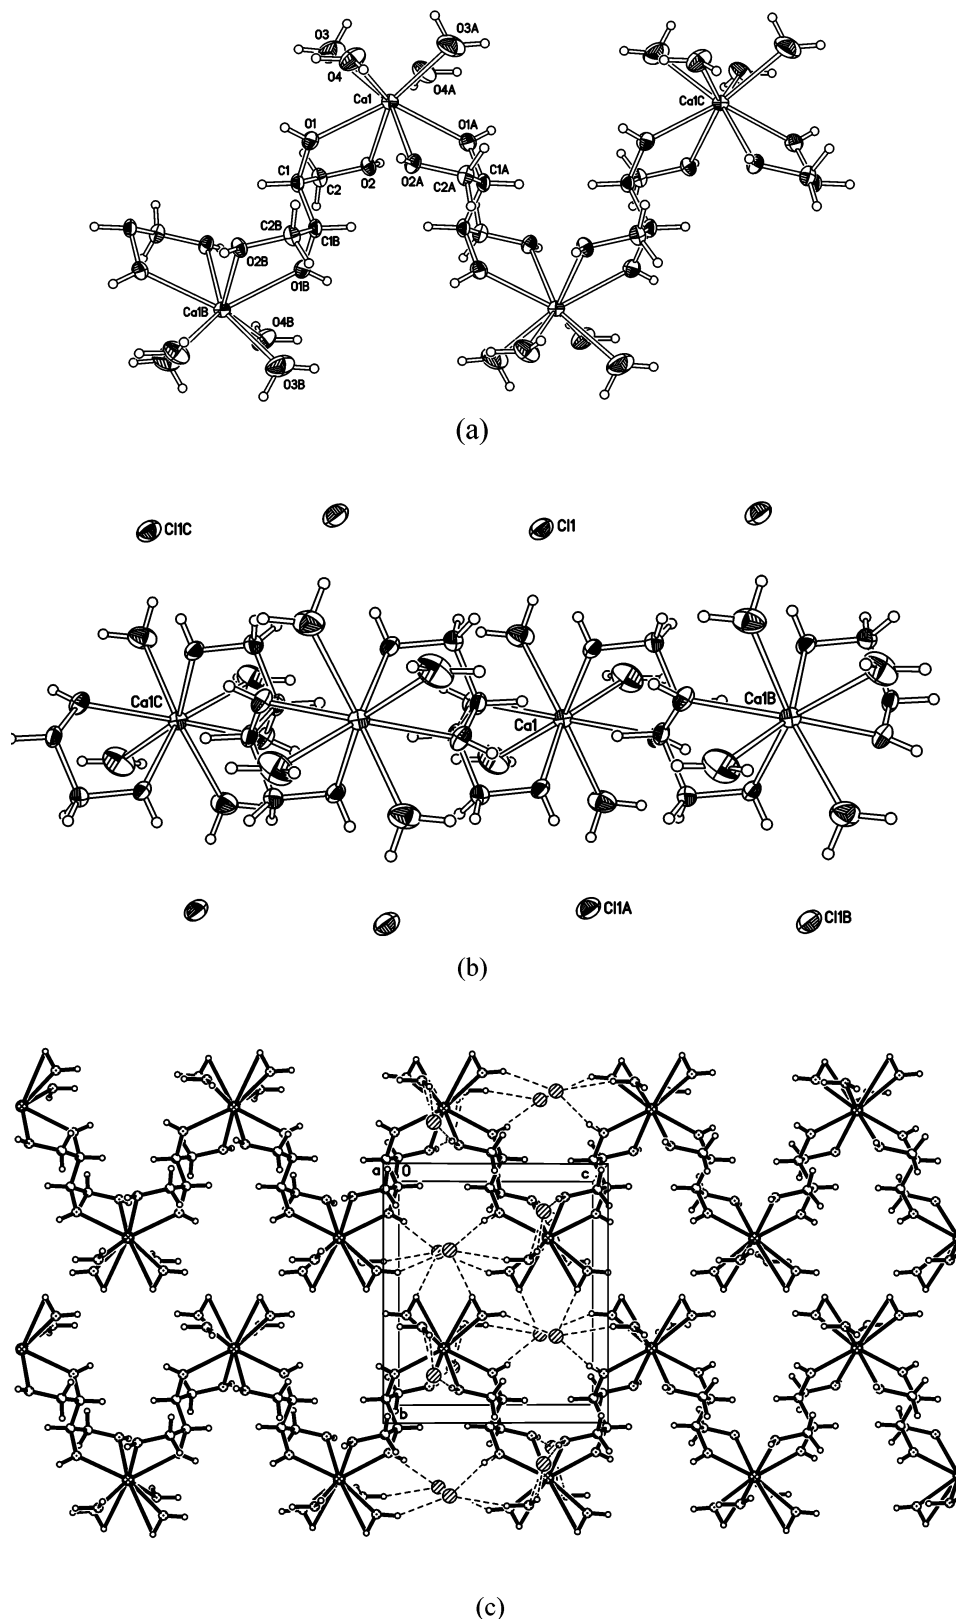 O3
O3A
O4
O4A
Ca1
Ca1C
O1
O1A
C1
C2
O2
O2A
C2A
C1A
C2B
C1B
O2B
O1B
Ca1B
O4B
O3B
(a)
Cl1C
Cl1
Ca1C
Ca1
Ca1B
Cl1A
Cl1B
(b)
a
0
c
b
(c)